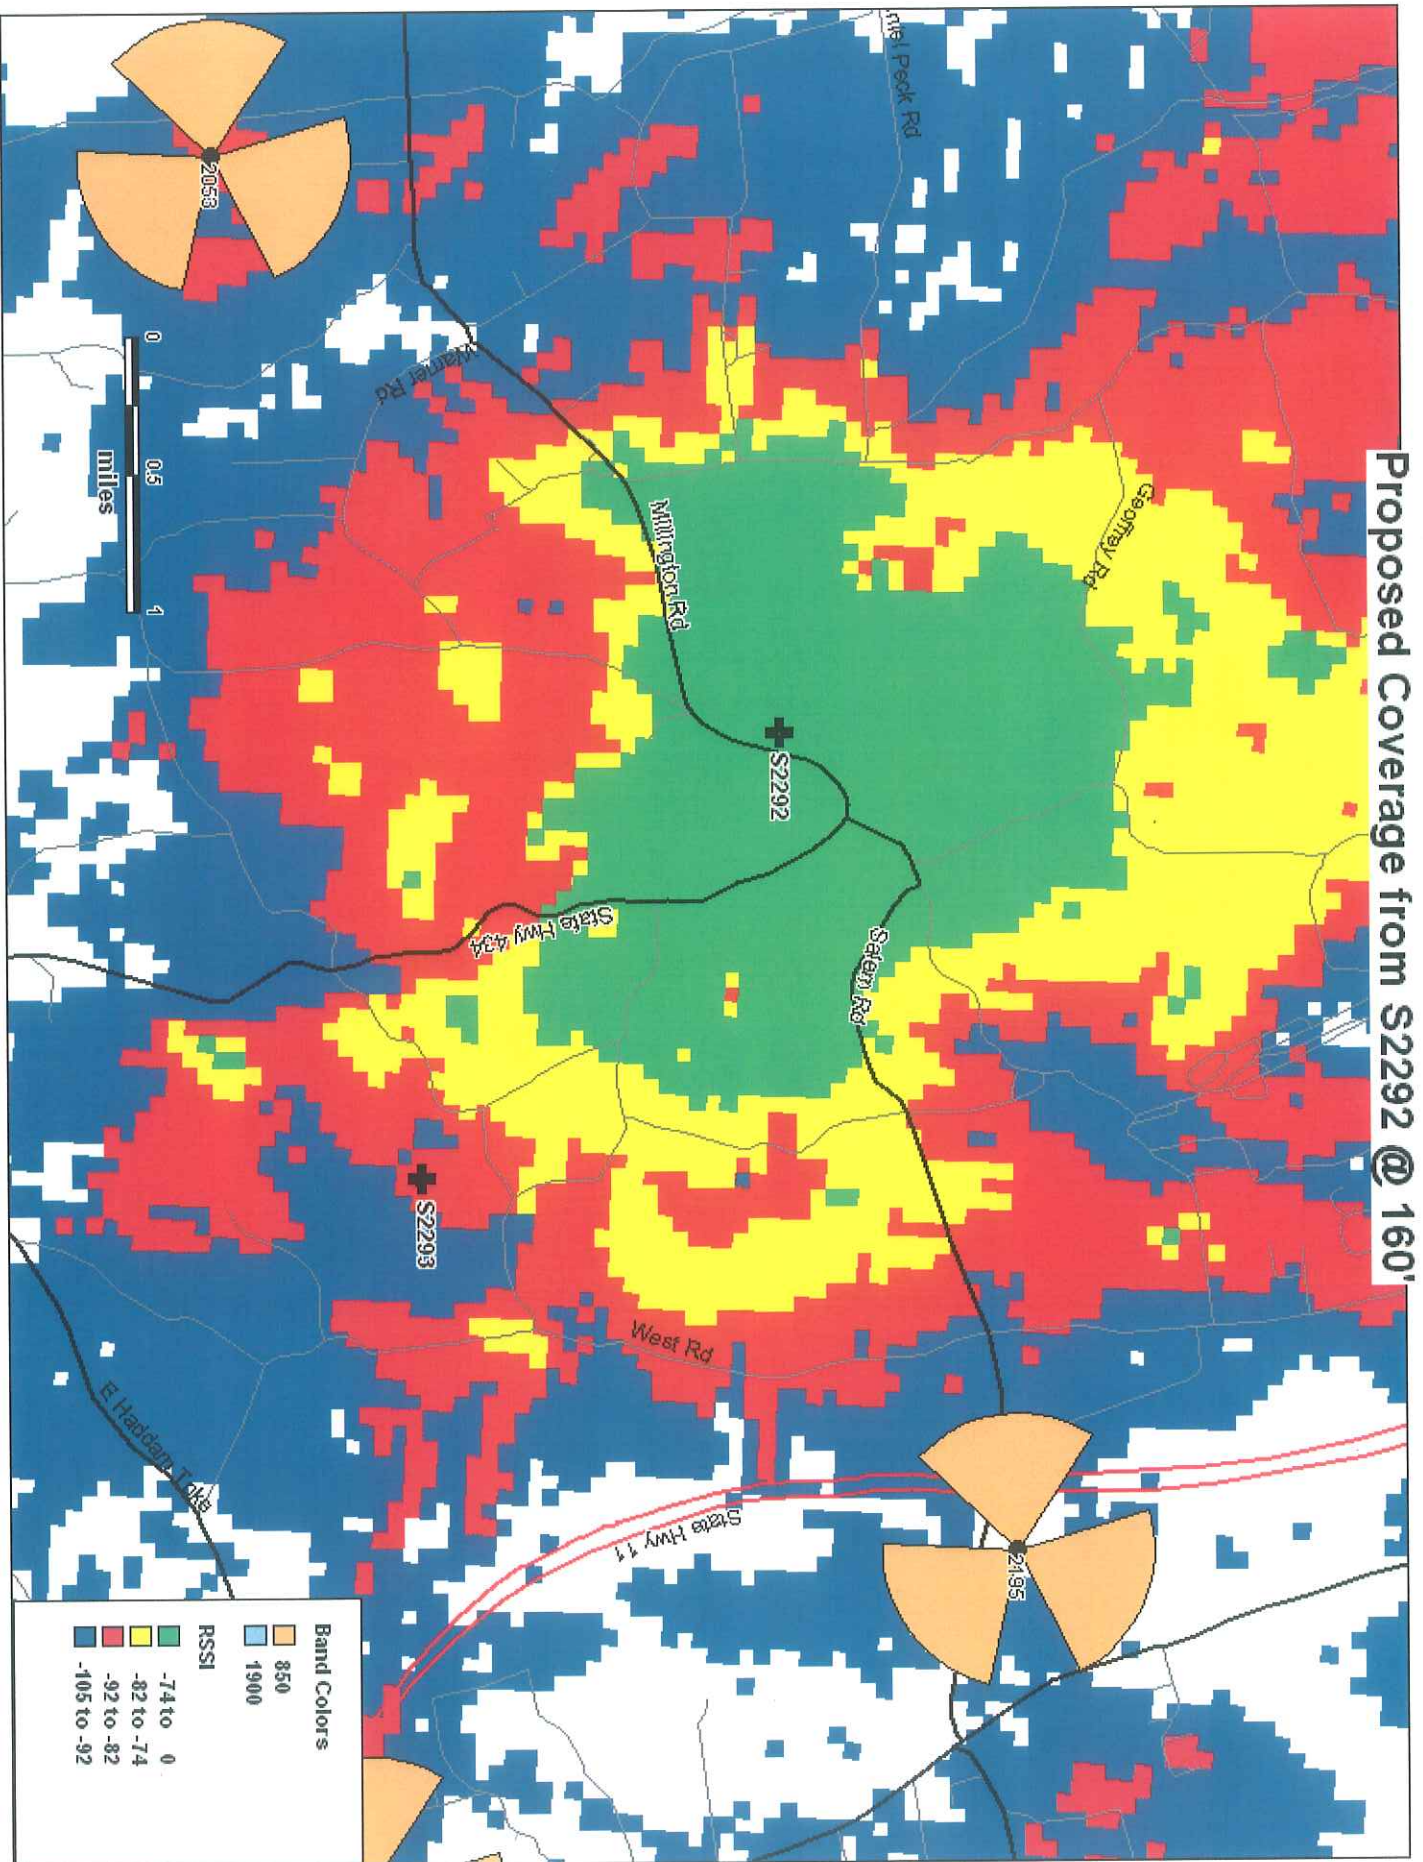 Proposed Coverage from S2292 @ 160'
Peck Rd
Geoffrey Rd
Warner Rd
Millington Rd
S2292
Salem Rd
State Hwy 434
S2293
West Rd
State Hwy 11
E Haddam Tnke
2195
0 0.5 1
miles
Band Colors
850
1900
RSSI
-74 to 0
-82 to -74
-92 to -82
-105 to -92